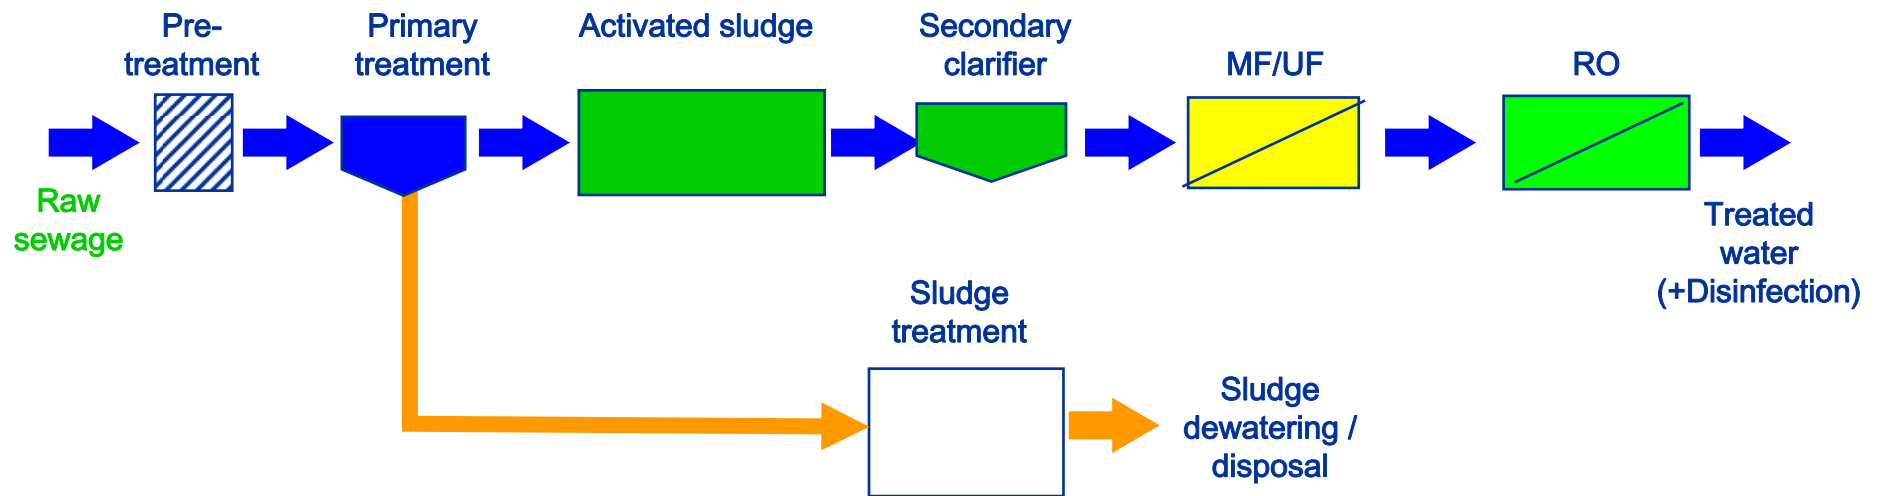 Pre-
treatment
Primary
treatment
Activated sludge
Secondary
clarifier
MF/UF
RO
Raw
sewage
Treated
water
(+Disinfection)
Sludge
treatment
Sludge
dewatering /
disposal